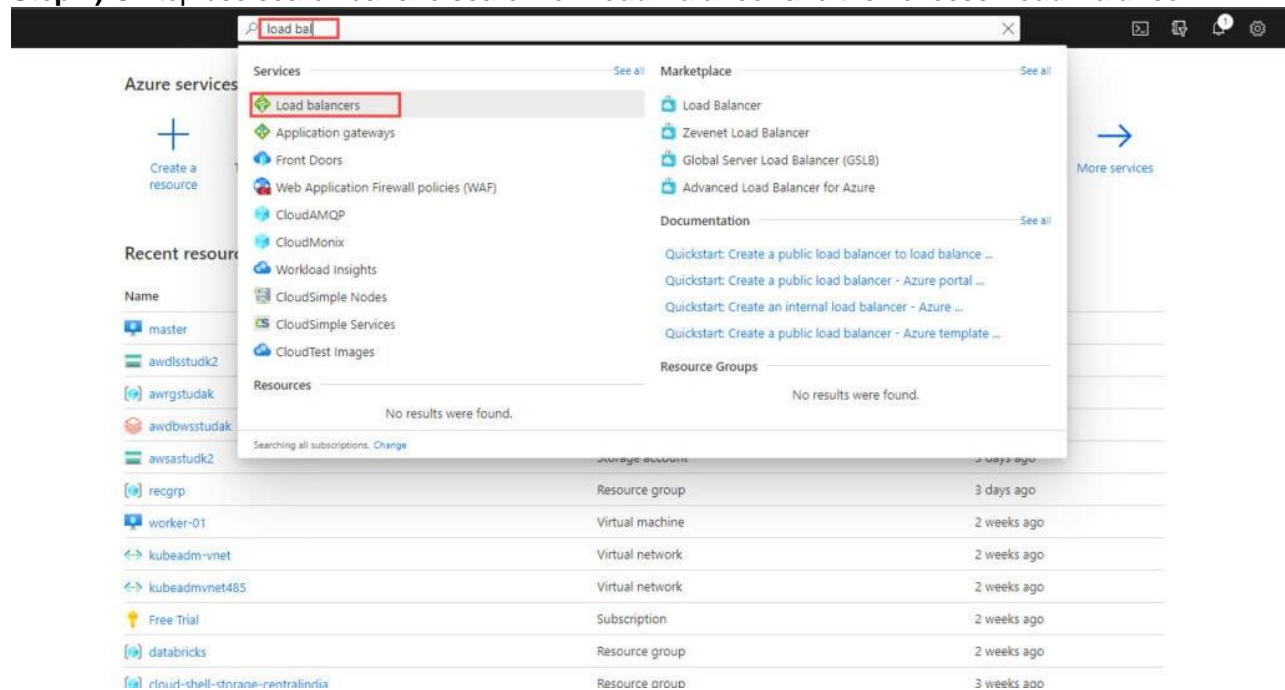 load bal
Azure services
Create a
resource
More services
Services
See all
Load balancers
Application gateways
Front Doors
Web Application Firewall policies (WAF)
CloudAMQP
CloudMonix
Workload Insights
CloudSimple Nodes
CloudSimple Services
CloudTest Images
Resources
No results were found.
Marketplace
See all
Load Balancer
Zevenet Load Balancer
Global Server Load Balancer (GSLB)
Advanced Load Balancer for Azure
Documentation
See all
Quickstart: Create a public load balancer to load balance ...
Quickstart: Create a public load balancer - Azure portal ...
Quickstart: Create an internal load balancer - Azure ...
Quickstart: Create a public load balancer - Azure template ...
Resource Groups
No results were found.
Searching all subscriptions. Change
Recent
Name
master
awdlsstudk2
awrgstudak
awdbwsstudak
awsastudk2 Storage account 3 days ago
recgrp Resource group 3 days ago
worker-01 Virtual machine 2 weeks ago
kubeadm-vnet Virtual network 2 weeks ago
kubeadmvnet485 Virtual network 2 weeks ago
Free Trial Subscription 2 weeks ago
databricks Resource group 2 weeks ago
cloud-shell-storage-centralindia Resource group 3 weeks ago